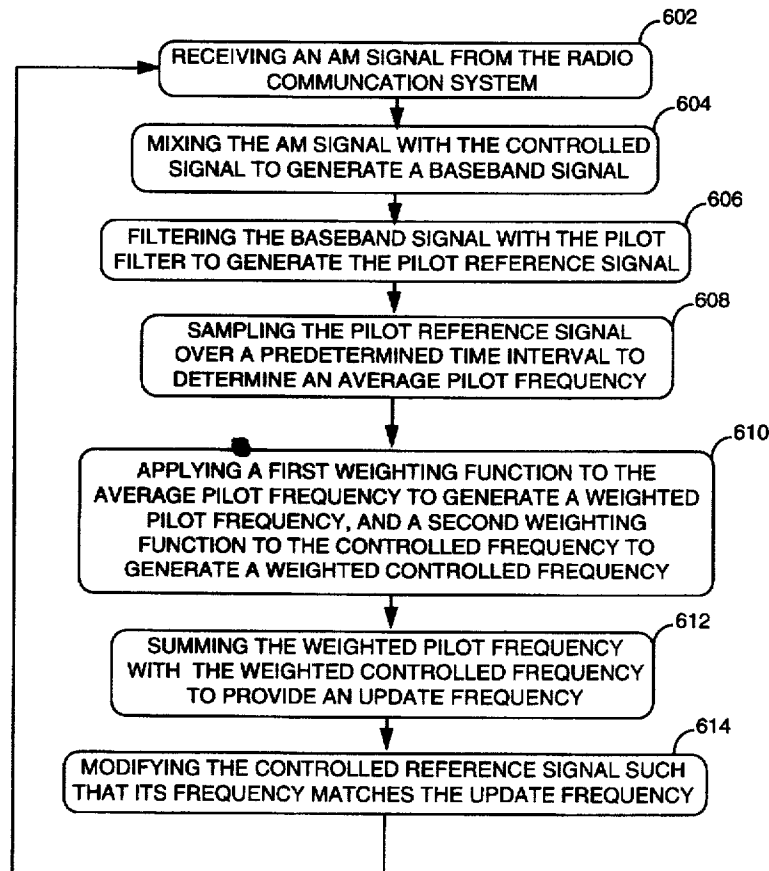 602
RECEIVING AN AM SIGNAL FROM THE RADIO
COMMUNCATION SYSTEM
604
MIXING THE AM SIGNAL WITH THE CONTROLLED
SIGNAL TO GENERATE A BASEBAND SIGNAL
606
FILTERING THE BASEBAND SIGNAL WITH THE PILOT
FILTER TO GENERATE THE PILOT REFERENCE SIGNAL
608
SAMPLING THE PILOT REFERENCE SIGNAL
OVER A PREDETERMINED TIME INTERVAL TO
DETERMINE AN AVERAGE PILOT FREQUENCY
610
APPLYING A FIRST WEIGHTING FUNCTION TO THE
AVERAGE PILOT FREQUENCY TO GENERATE A WEIGHTED
PILOT FREQUENCY, AND A SECOND WEIGHTING
FUNCTION TO THE CONTROLLED FREQUENCY TO
GENERATE A WEIGHTED CONTROLLED FREQUENCY
612
SUMMING THE WEIGHTED PILOT FREQUENCY
WITH THE WEIGHTED CONTROLLED FREQUENCY
TO PROVIDE AN UPDATE FREQUENCY
614
MODIFYING THE CONTROLLED REFERENCE SIGNAL SUCH
THAT ITS FREQUENCY MATCHES THE UPDATE FREQUENCY